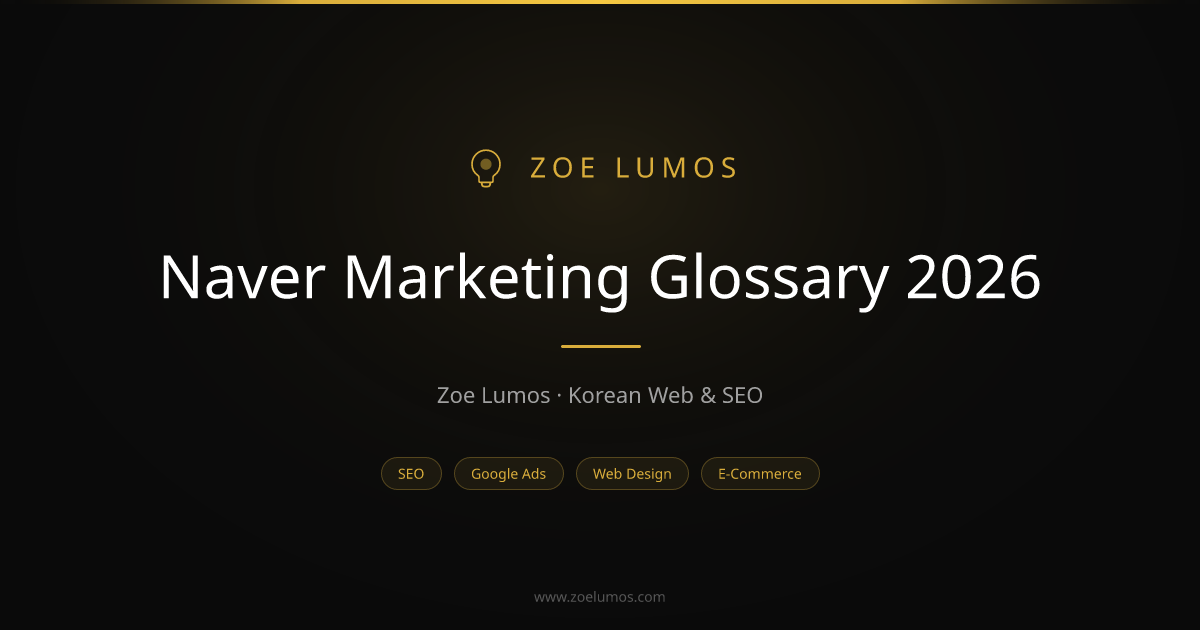 ZOE LUMOS
Naver Marketing Glossary 2026
Zoe Lumos · Korean Web & SEO
SEO Google Ads Web Design E-Commerce
www.zoelumos.com